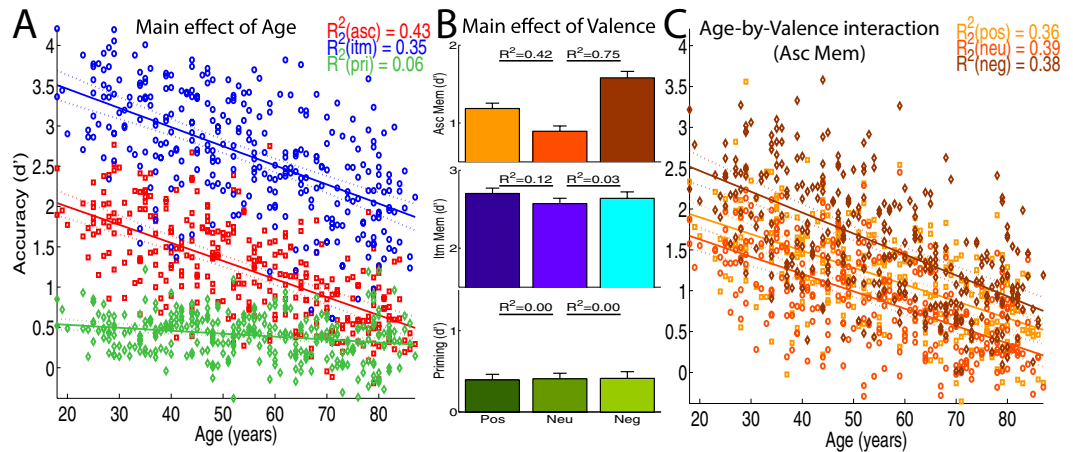 A
Main effect of Age
R²(asc) = 0.43
R²(itm) = 0.35
R²(pri) = 0.06
Accuracy (d')
4
3.5
3
2.5
2
1.5
1
0.5
0
20 30 40 50 60 70 80
Age (years)
B
Main effect of Valence
Asc Mem (d')
2
1
R²=0.42 R²=0.75
Itm Mem (d')
3
2
R²=0.12 R²=0.03
Priming (d')
1
0
R²=0.00 R²=0.00
Pos Neu Neg
C
Age-by-Valence interaction
(Asc Mem)
R²(pos) = 0.36
R²(neu) = 0.39
R²(neg) = 0.38
4
3.5
3
2.5
2
1.5
1
0.5
0
20 30 40 50 60 70 80
Age (years)